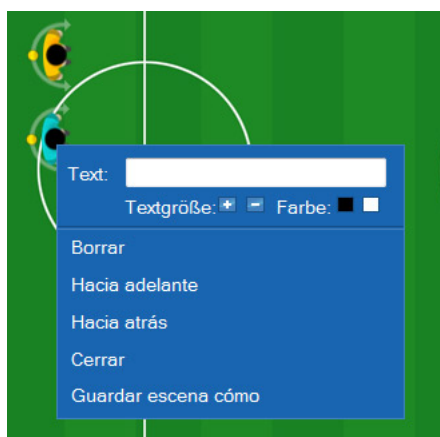 Text:
Textgröße: + - Farbe:
Borrar
Hacia adelante
Hacia atrás
Cerrar
Guardar escena cómo